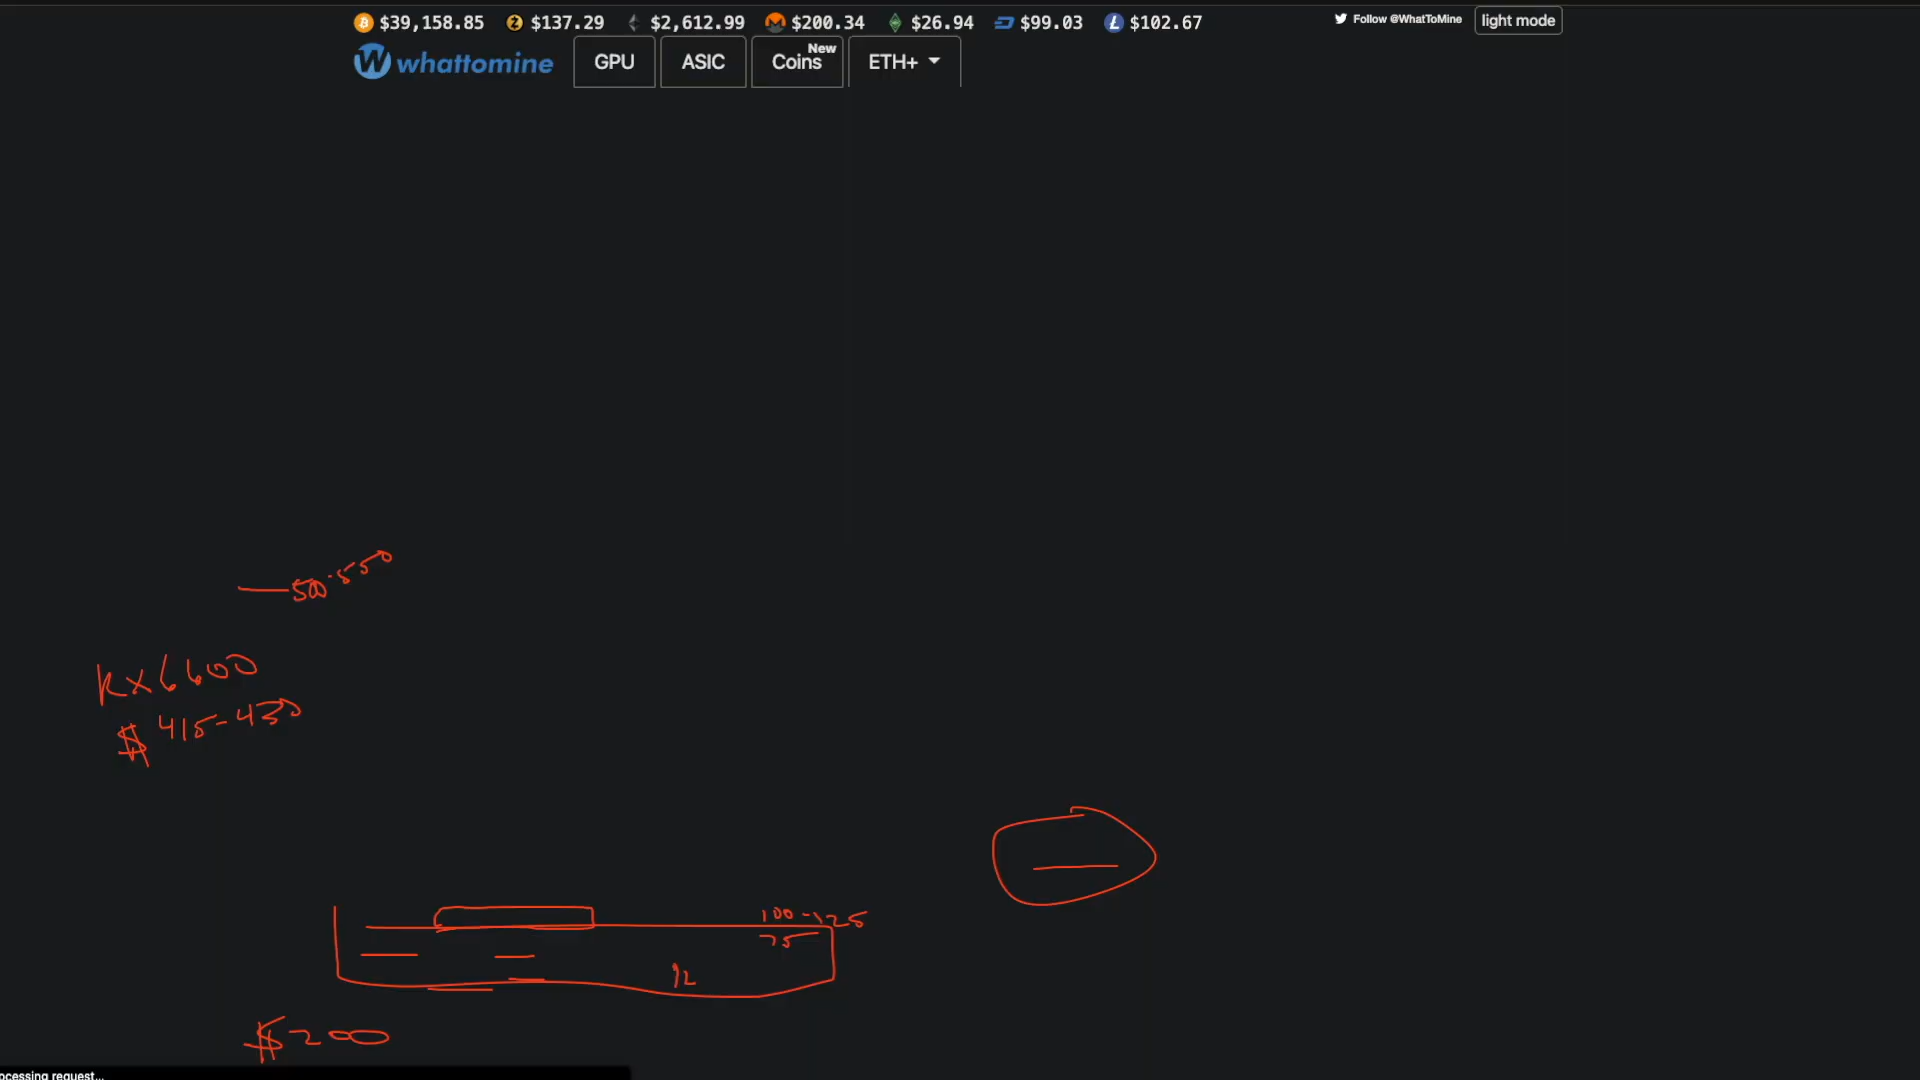 $39,158.85 $137.29 $2,612.99 $200.34 $26.94 $99.03 $102.67
Follow @WhatToMine
light mode
whattomine
GPU
ASIC
Coins New
ETH+
500-550
RX6600
$415-430
100-125
75
12
$200
ocessing request...